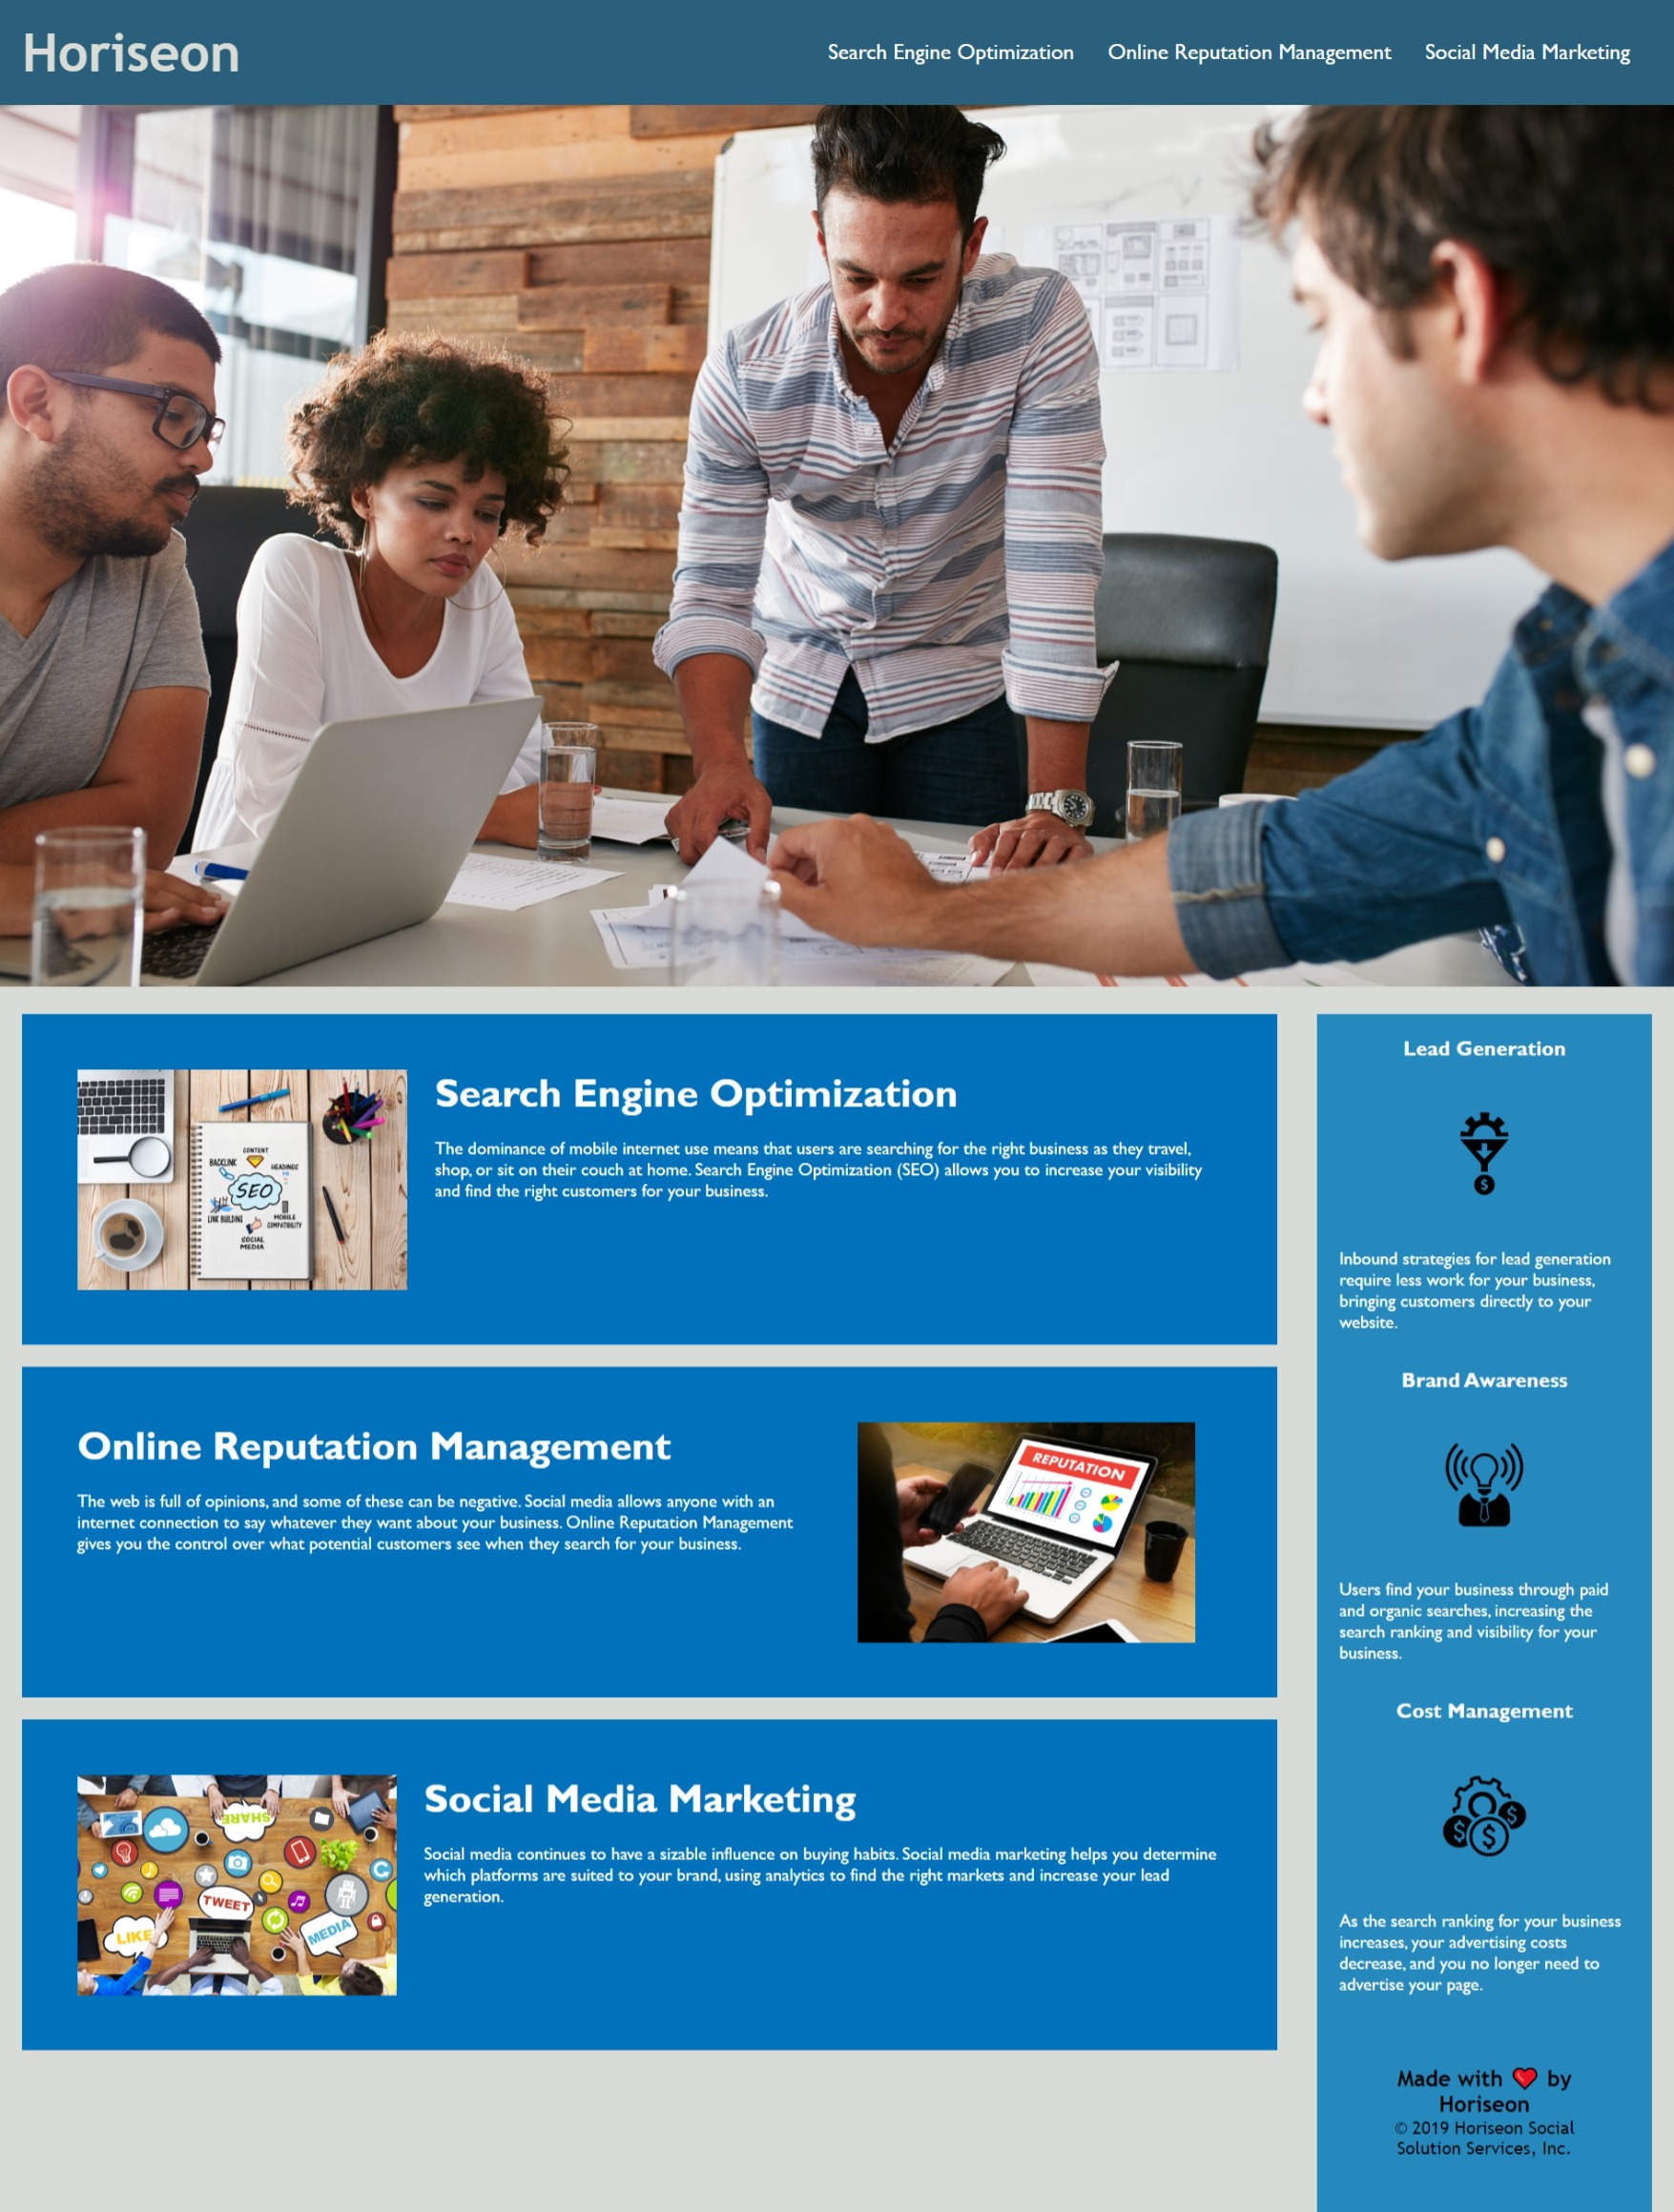 Horiseon
Search Engine Optimization
Online Reputation Management
Social Media Marketing
CONTENT
BACKLINK
HEADINGS
SEO
LINK BUILDING
MOBILE
COMPATIBILITY
SOCIAL
MEDIA
Search Engine Optimization
The dominance of mobile internet use means that users are searching for the right business as they travel,
shop, or sit on their couch at home. Search Engine Optimization (SEO) allows you to increase your visibility
and find the right customers for your business.
Online Reputation Management
The web is full of opinions, and some of these can be negative. Social media allows anyone with an
internet connection to say whatever they want about your business. Online Reputation Management
gives you the control over what potential customers see when they search for your business.
REPUTATION
SHARE
TWEET
LIKE
MEDIA
Social Media Marketing
Social media continues to have a sizable influence on buying habits. Social media marketing helps you determine
which platforms are suited to your brand, using analytics to find the right markets and increase your lead
generation.
Lead Generation
$
Inbound strategies for lead generation
require less work for your business,
bringing customers directly to your
website.
Brand Awareness
Users find your business through paid
and organic searches, increasing the
search ranking and visibility for your
business.
Cost Management
$
$
$
As the search ranking for your business
increases, your advertising costs
decrease, and you no longer need to
advertise your page.
Made with ❤️ by
Horiseon
© 2019 Horiseon Social
Solution Services, Inc.